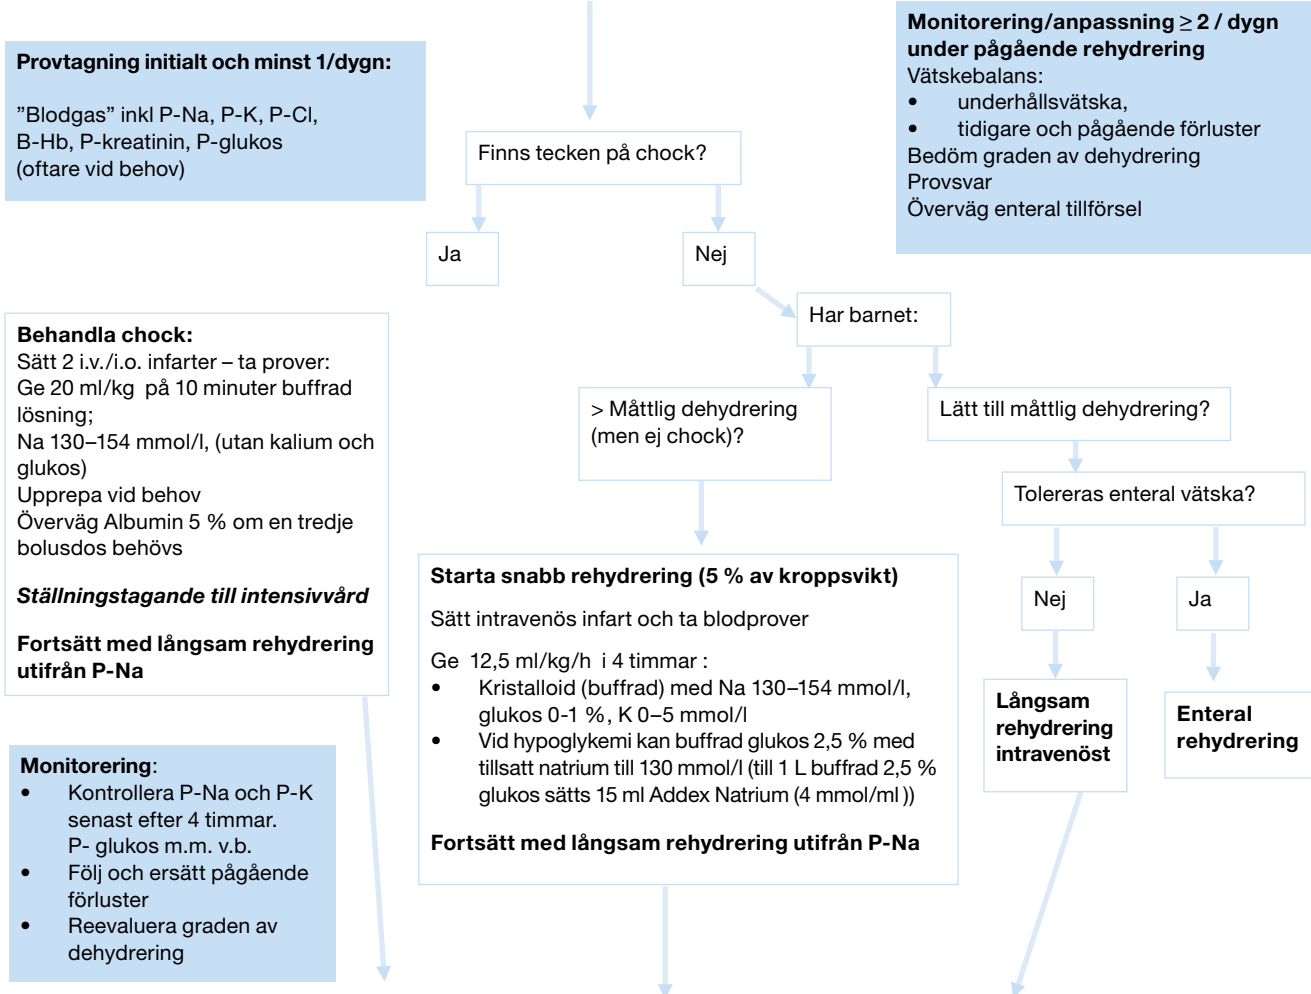 Provtagning initialt och minst 1/dygn:
”Blodgas” inkl P-Na, P-K, P-Cl,
B-Hb, P-kreatinin, P-glukos
(oftare vid behov)
Monitorering/anpassning ≥ 2 / dygn
under pågående rehydrering
Vätskebalans:
• underhållsvätska,
• tidigare och pågående förluster
Bedöm graden av dehydrering
Provsvar
Överväg enteral tillförsel
Finns tecken på chock?
Ja
Nej
Har barnet:
Behandla chock:
Sätt 2 i.v./i.o. infarter – ta prover:
Ge 20 ml/kg på 10 minuter buffrad
lösning;
Na 130–154 mmol/l, (utan kalium och
glukos)
Upprepa vid behov
Överväg Albumin 5 % om en tredje
bolusdos behövs
Ställningstagande till intensivvård
Fortsätt med långsam rehydrering
utifrån P-Na
> Måttlig dehydrering
(men ej chock)?
Lätt till måttlig dehydrering?
Tolereras enteral vätska?
Starta snabb rehydrering (5 % av kroppsvikt)
Sätt intravenös infart och ta blodprover
Ge 12,5 ml/kg/h i 4 timmar :
• Kristalloid (buffrad) med Na 130–154 mmol/l,
glukos 0-1 %, K 0–5 mmol/l
• Vid hypoglykemi kan buffrad glukos 2,5 % med
tillsatt natrium till 130 mmol/l (till 1 L buffrad 2,5 %
glukos sätts 15 ml Addex Natrium (4 mmol/ml))
Fortsätt med långsam rehydrering utifrån P-Na
Nej
Ja
Långsam
rehydrering
intravenöst
Enteral
rehydrering
Monitorering:
• Kontrollera P-Na och P-K
senast efter 4 timmar.
P- glukos m.m. v.b.
• Följ och ersätt pågående
förluster
• Reevaluera graden av
dehydrering